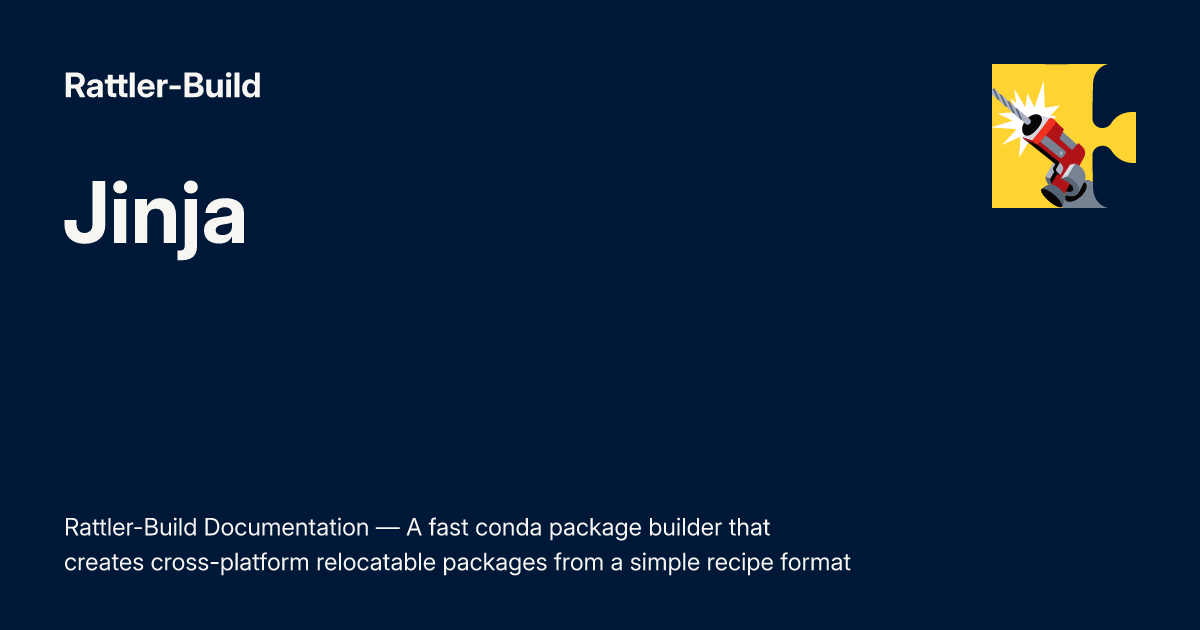 Rattler-Build
Jinja
Rattler-Build Documentation — A fast conda package builder that
creates cross-platform relocatable packages from a simple recipe format